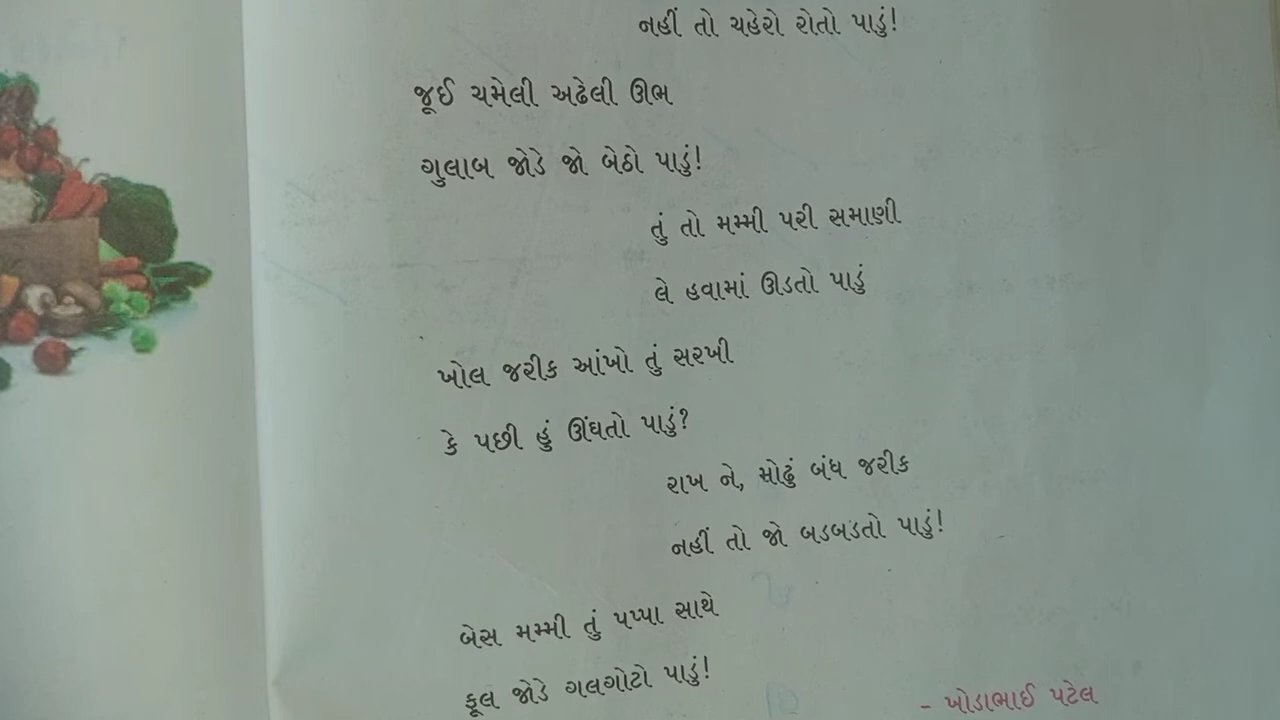 નહીં તો ચહેરો રોતો પાડું!
જૂઈ ચમેલી અઢેલી ઊભ
ગુલાબ જોડે જો બેઠો પાડું!
તું તો મમ્મી પરી સમાણી
લે હવામાં ઊડતો પાડું
ખોલ જરીક આંખો તું સરખી
કે પછી હું ઊંઘતો પાડું?
રાખ ને, મોઢું બંધ જરીક
નહીં તો જો બડબડતો પાડું!
બેસ મમ્મી તું પપ્પા સાથે
ફૂલ જોડે ગલગોટો પાડું!
- ખોડાભાઈ પટેલ